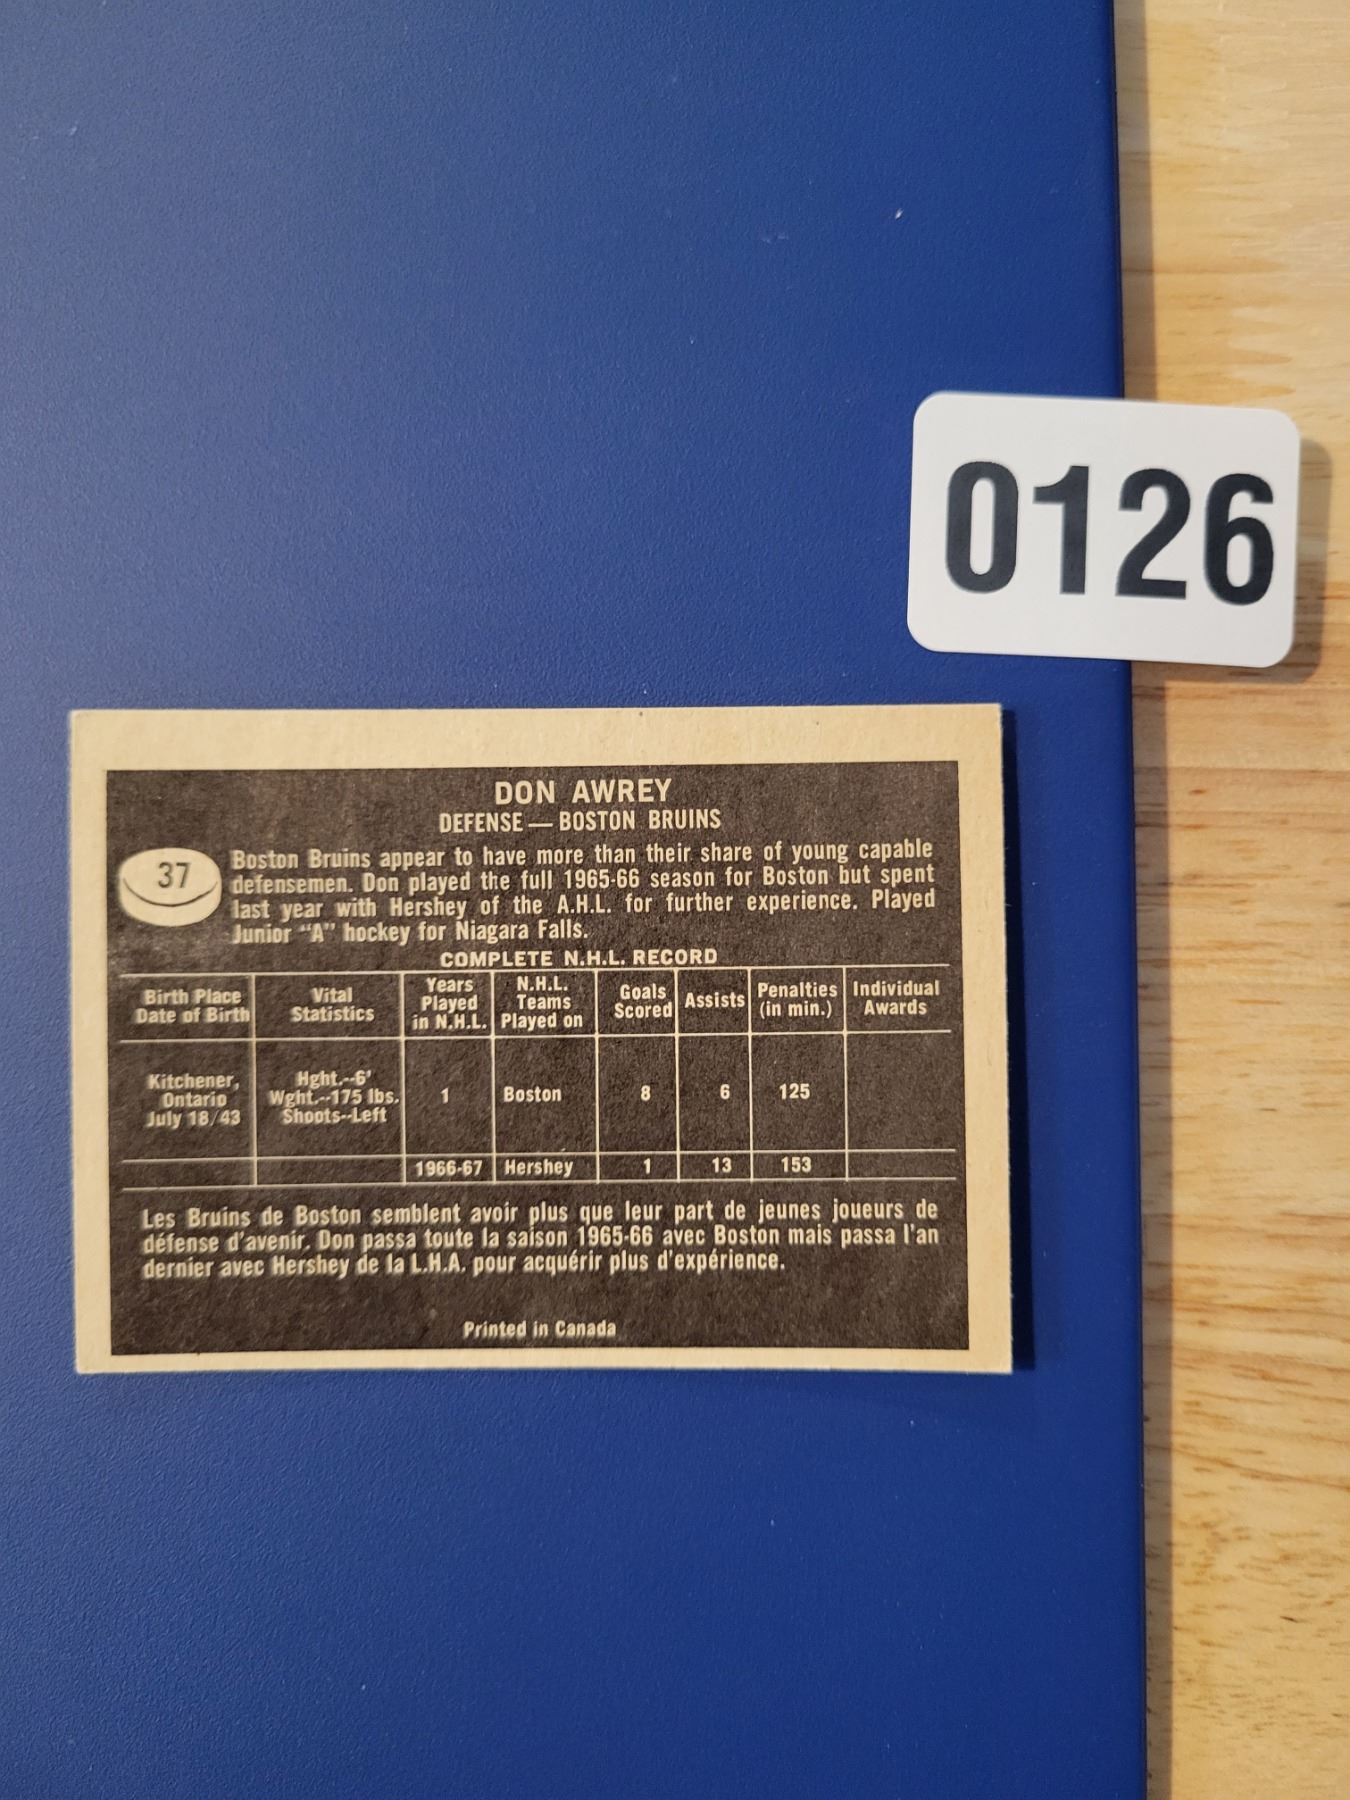 0126
DON AWREY
DEFENSE — BOSTON BRUINS
37
Boston Bruins appear to have more than their share of young capable
defensemen. Don played the full 1965-66 season for Boston but spent
last year with Hershey of the A.H.L. for further experience. Played
Junior "A" hockey for Niagara Falls.
COMPLETE N.H.L. RECORD
Birth Place
Date of Birth
Vital
Statistics
Years
Played
in N.H.L.
N.H.L.
Teams
Played on
Goals
Scored
Assists
Penalties
(in min.)
Individual
Awards
Kitchener,
Ontario
July 18/43
Hght.--6'
Wght.--175 lbs.
Shoots--Left
1
Boston
8
6
125
1966-67
Hershey
1
13
153
Les Bruins de Boston semblent avoir plus que leur part de jeunes joueurs de
défense d'avenir. Don passa toute la saison 1965-66 avec Boston mais passa l'an
dernier avec Hershey de la L.H.A. pour acquérir plus d'expérience.
Printed in Canada